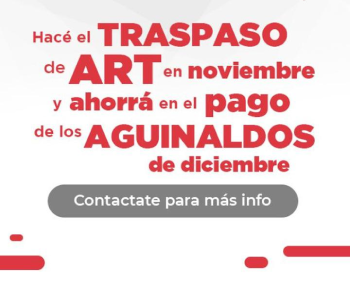 Hacé el TRASPASO
de ART en noviembre
y ahorrá en el pago
de los AGUINALDOS
de diciembre
Contactate para más info